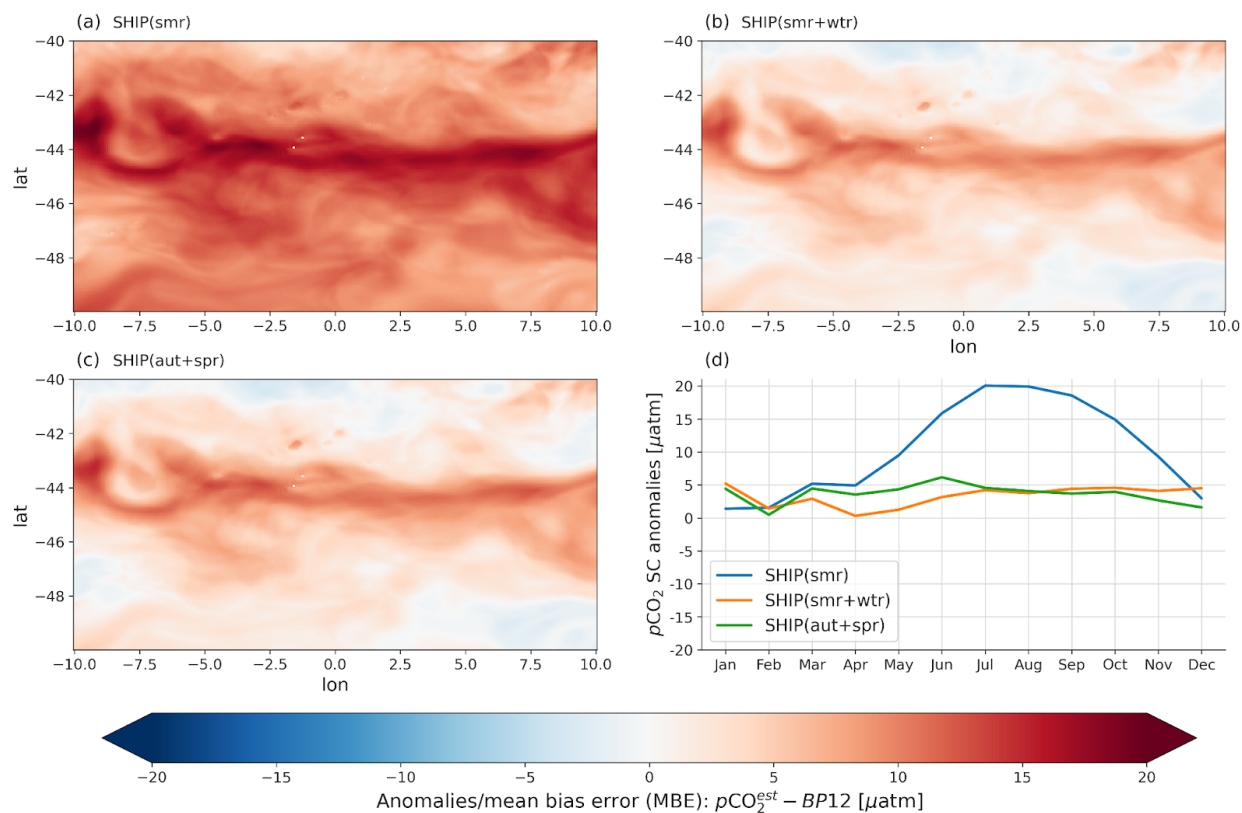 (a) SHIP(smr)
(b) SHIP(smr+wtr)
−40
−42
−44
−46
−48
lat
−10.0 −7.5 −5.0 −2.5 0.0 2.5 5.0 7.5 10.0
−40
−42
−44
−46
−48
−10.0 −7.5 −5.0 −2.5 0.0 2.5 5.0 7.5 10.0
lon
(c) SHIP(aut+spr)
(d)
−40
−42
−44
−46
−48
lat
−10.0 −7.5 −5.0 −2.5 0.0 2.5 5.0 7.5 10.0
lon
20
15
10
5
0
-5
-10
-15
-20
pCO₂ SC anomalies [μatm]
SHIP(smr)
SHIP(smr+wtr)
SHIP(aut+spr)
Jan Feb Mar Apr May Jun Jul Aug Sep Oct Nov Dec
−20 −15 −10 −5 0 5 10 15 20
Anomalies/mean bias error (MBE): pCO₂ᵉˢᵗ − BP12 [μatm]